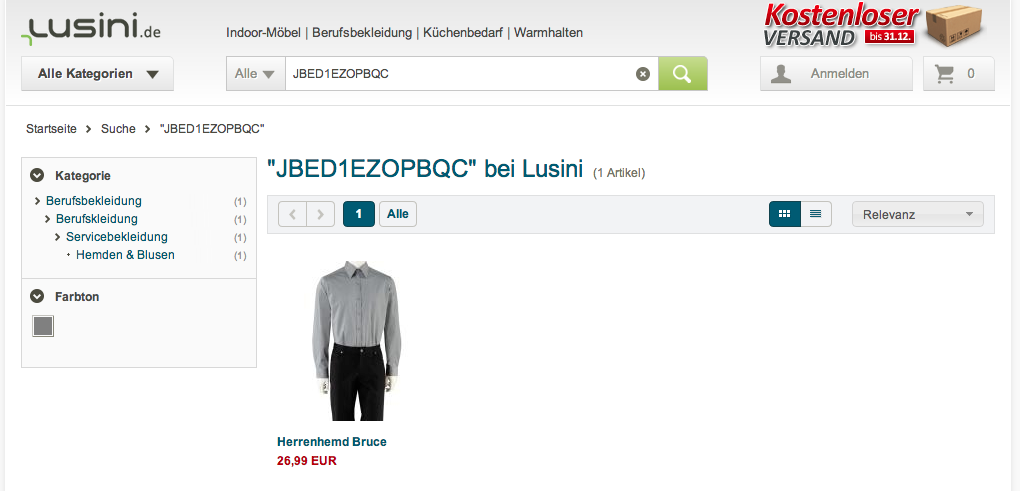 Lusini.de
Indoor-Möbel | Berufsbekleidung | Küchenbedarf | Warmhalten
Kostenloser
VERSAND bis 31.12.
Alle Kategorien
Alle
JBED1EZOPBQC
Anmelden
0
Startseite > Suche > "JBED1EZOPBQC"
Kategorie
Berufsbekleidung (1)
Berufskleidung (1)
Servicebekleidung (1)
Hemden & Blusen (1)
Farbton
"JBED1EZOPBQC" bei Lusini (1 Artikel)
< > 1 Alle
Relevanz
Herrenhemd Bruce
26,99 EUR